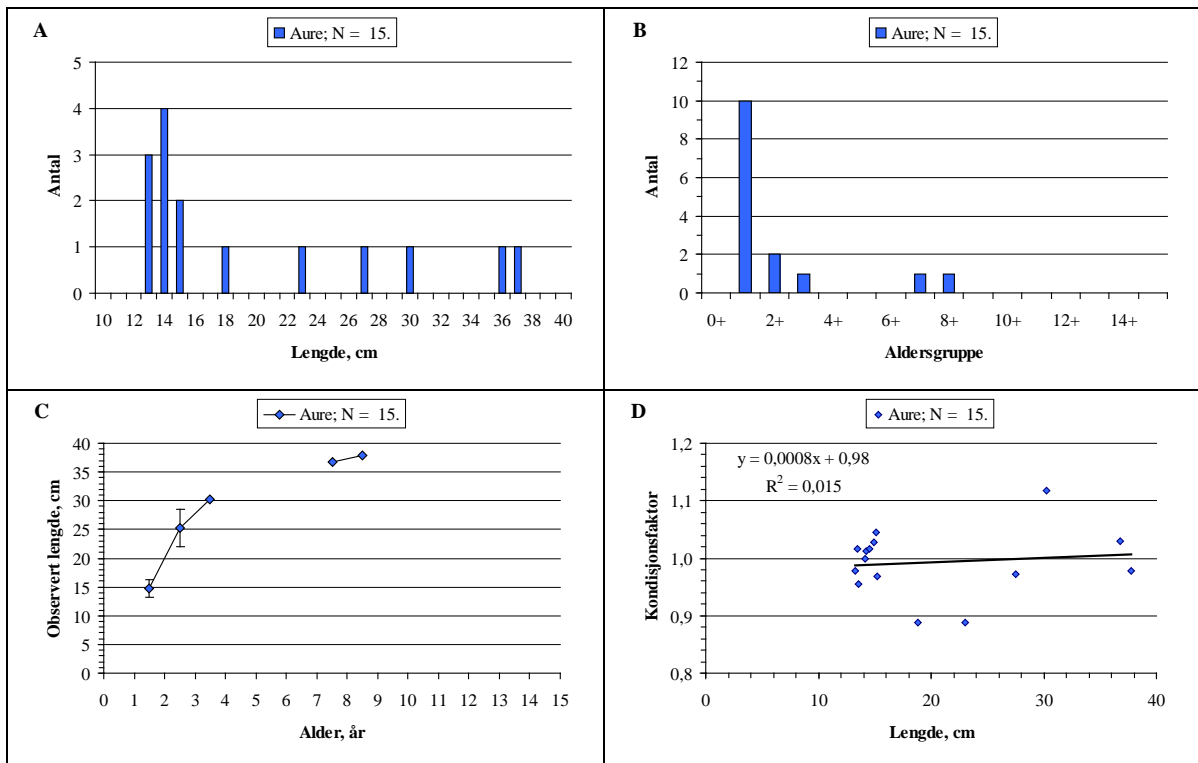 A
Aure; N = 15.
5
4
3
2
1
0
Antal
10 12 14 16 18 20 22 24 26 28 30 32 34 36 38 40
Lengde, cm
B
Aure; N = 15.
12
10
8
6
4
2
0
Antal
0+ 2+ 4+ 6+ 8+ 10+ 12+ 14+
Aldersgruppe
C
Aure; N = 15.
40
35
30
25
20
15
10
5
0
Observert lengde, cm
0 1 2 3 4 5 6 7 8 9 10 11 12 13 14 15
Alder, år
D
Aure; N = 15.
y = 0,0008x + 0,98
R² = 0,015
1,2
1,1
1,0
0,9
0,8
Kondisjonsfaktor
0 10 20 30 40
Lengde, cm